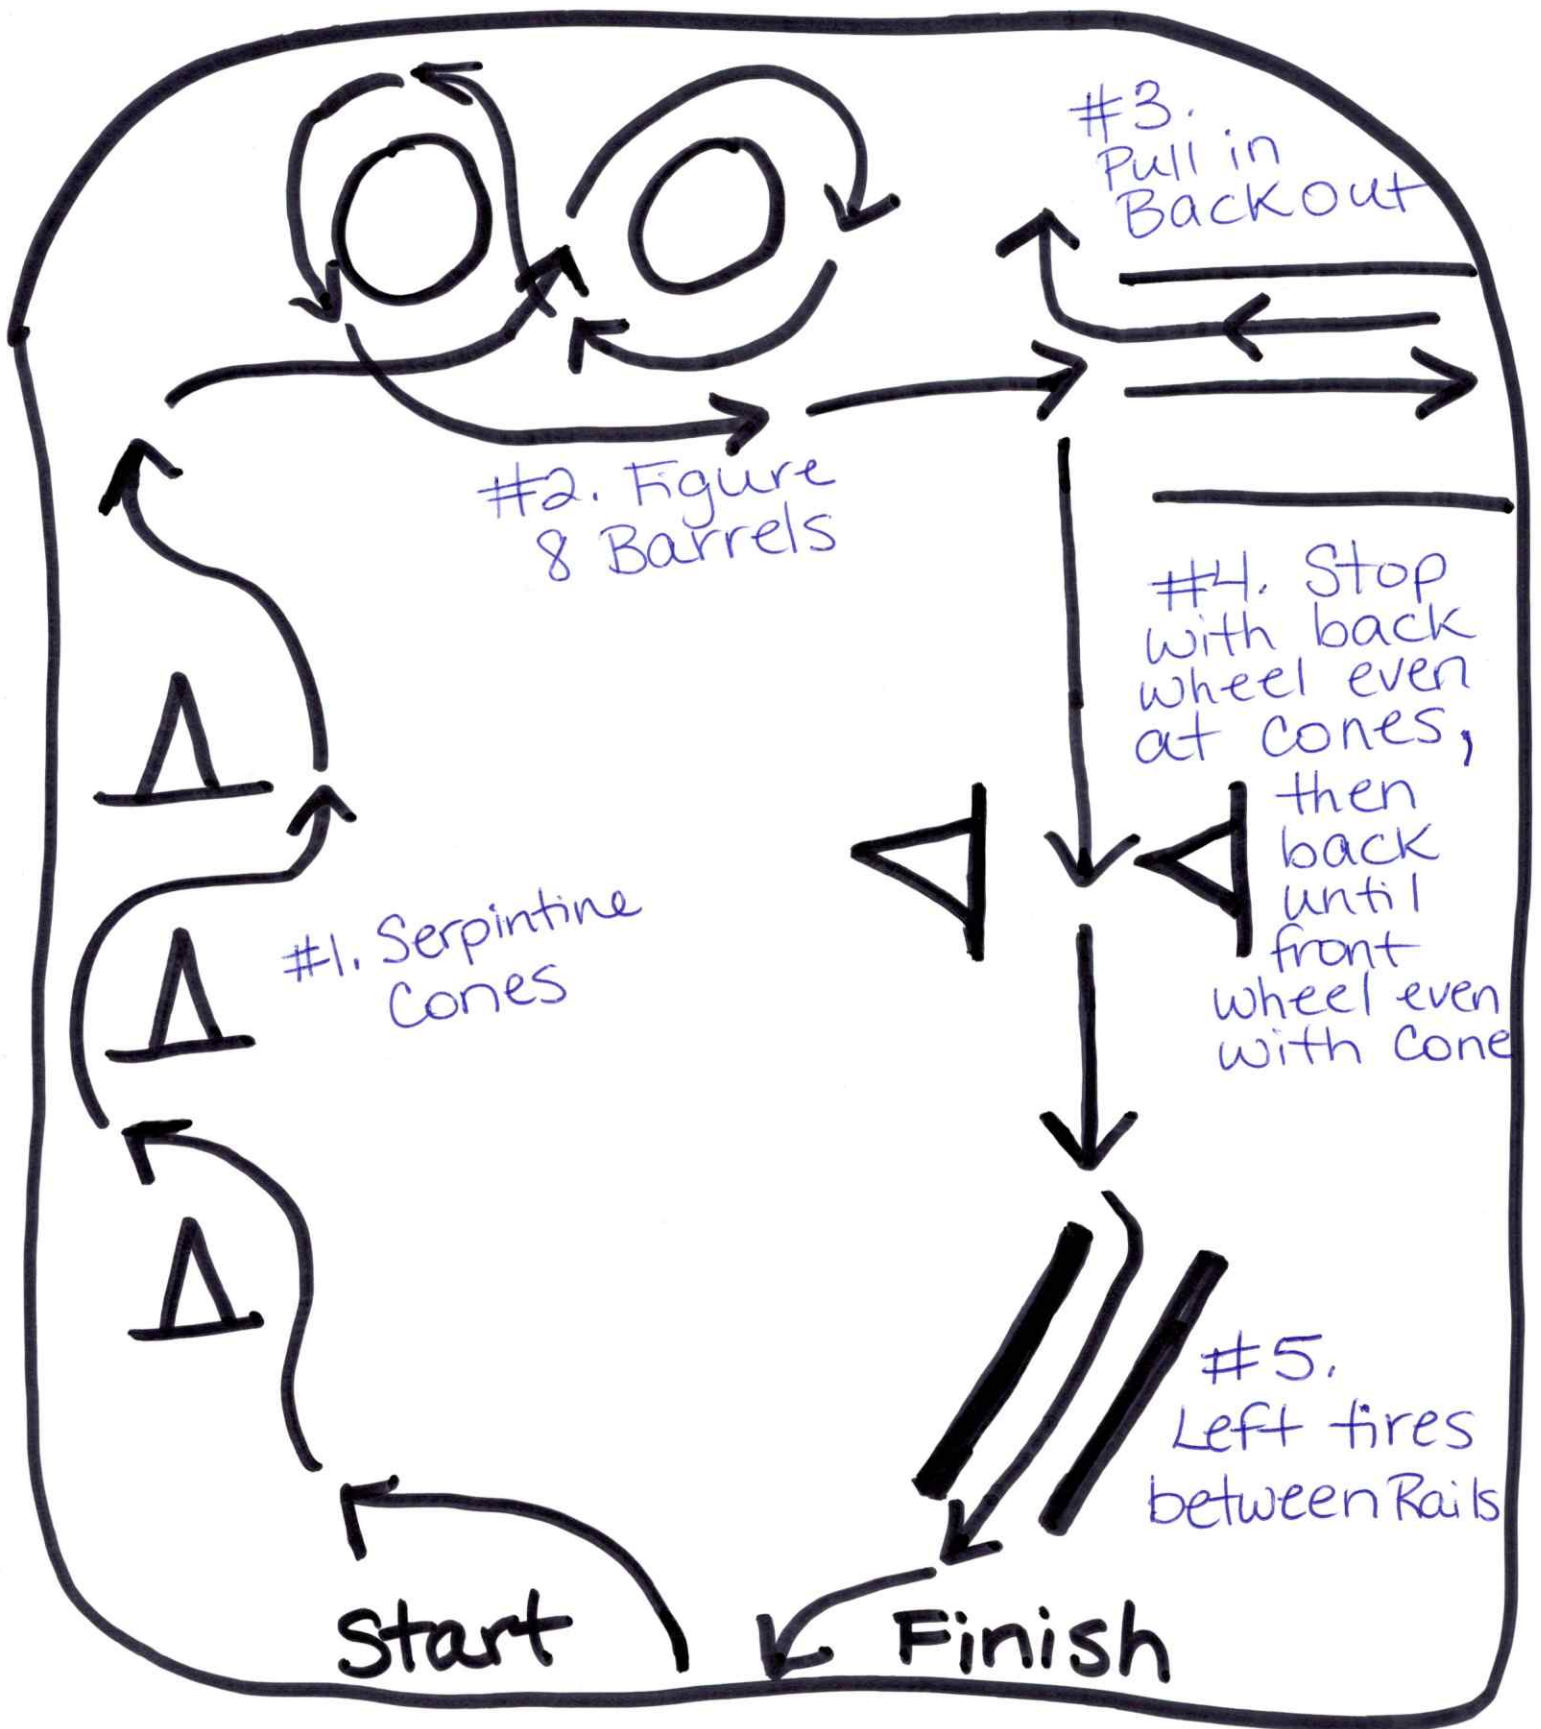 #3.
Pull in
Back out
#2. Figure
8 Barrels
#4. Stop
with back
wheel even
at cones,
then
back
until
front
wheel even
with Cone
#1. Serpintine
Cones
#5.
Left tires
between Rails
Start
Finish